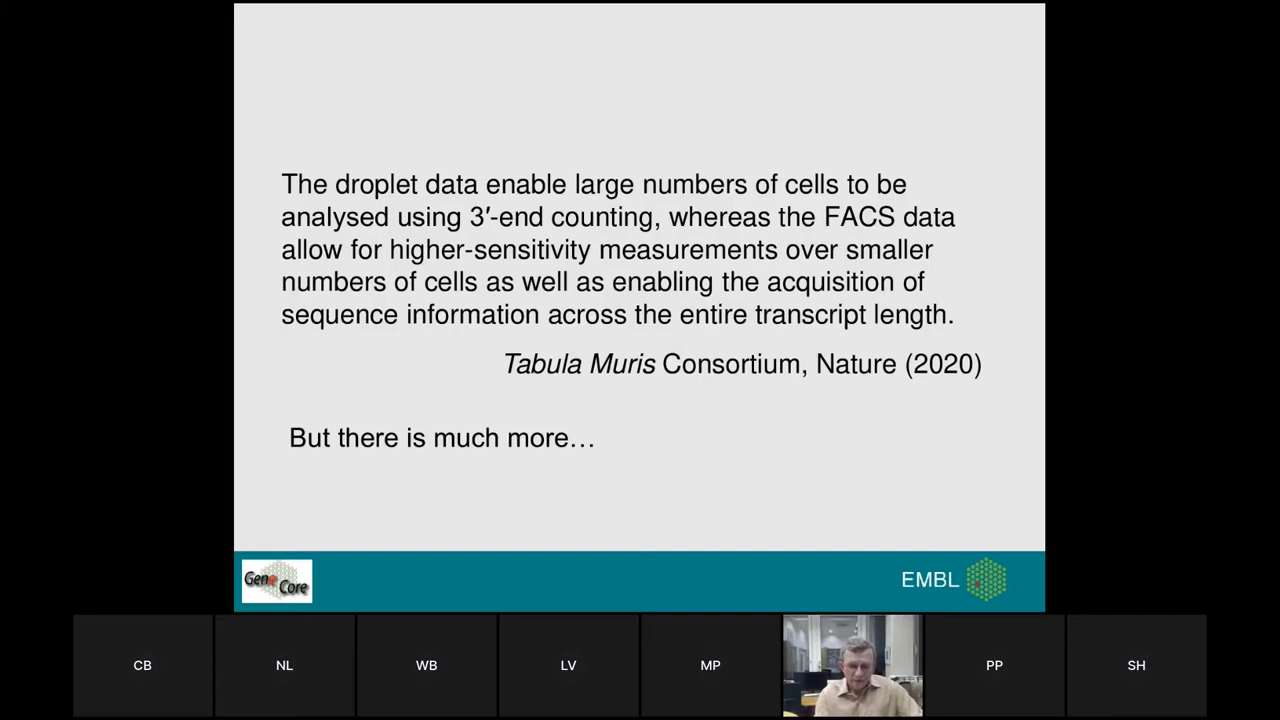 The droplet data enable large numbers of cells to be
analysed using 3′-end counting, whereas the FACS data
allow for higher-sensitivity measurements over smaller
numbers of cells as well as enabling the acquisition of
sequence information across the entire transcript length.
Tabula Muris Consortium, Nature (2020)
But there is much more…
Gene Core
EMBL
CB
NL
WB
LV
MP
PP
SH